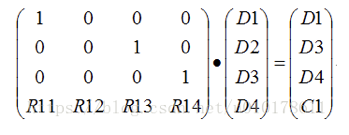 1 0 0 0 D1 D1
0 0 1 0 D2 D3
0 0 0 1 • D3 = D4
R11 R12 R13 R14 D4 C1